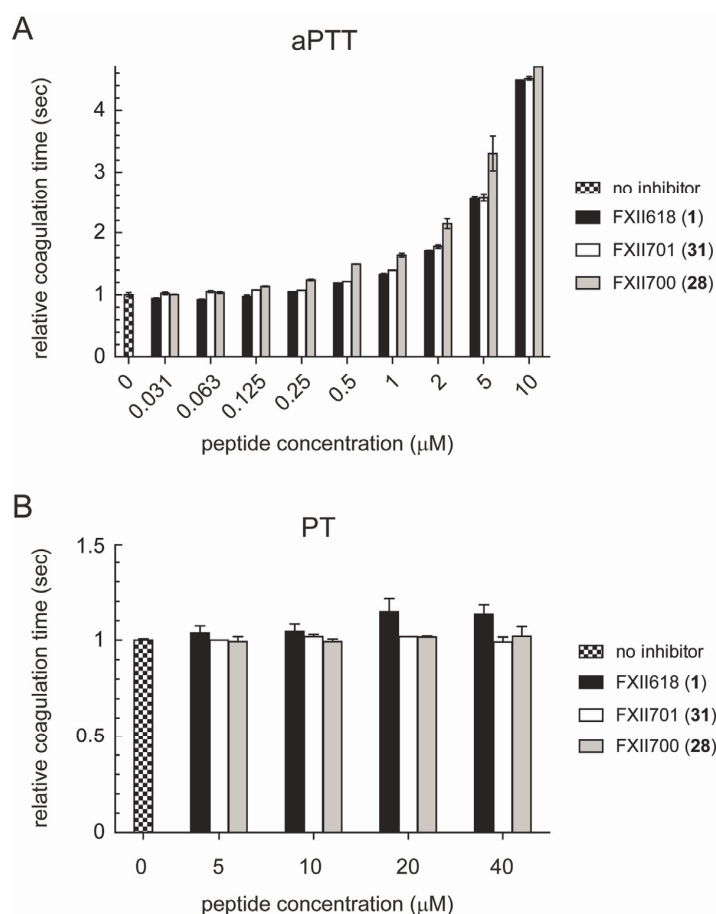 A
aPTT
relative coagulation time (sec)
4
3
2
1
0
0 0.031 0.063 0.125 0.25 0.5 1 2 5 10
peptide concentration (μM)
no inhibitor
FXII618 (1)
FXII701 (31)
FXII700 (28)
B
PT
relative coagulation time (sec)
1.5
1
0.5
0
0 5 10 20 40
peptide concentration (μM)
no inhibitor
FXII618 (1)
FXII701 (31)
FXII700 (28)